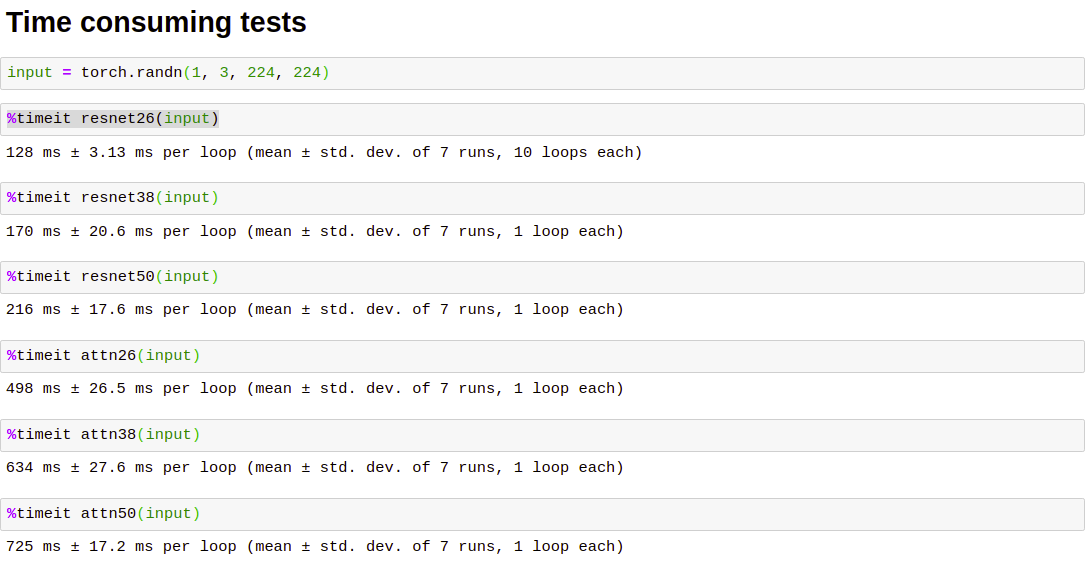 Time consuming tests
input = torch.randn(1, 3, 224, 224)
%timeit resnet26(input)
128 ms ± 3.13 ms per loop (mean ± std. dev. of 7 runs, 10 loops each)
%timeit resnet38(input)
170 ms ± 20.6 ms per loop (mean ± std. dev. of 7 runs, 1 loop each)
%timeit resnet50(input)
216 ms ± 17.6 ms per loop (mean ± std. dev. of 7 runs, 1 loop each)
%timeit attn26(input)
498 ms ± 26.5 ms per loop (mean ± std. dev. of 7 runs, 1 loop each)
%timeit attn38(input)
634 ms ± 27.6 ms per loop (mean ± std. dev. of 7 runs, 1 loop each)
%timeit attn50(input)
725 ms ± 17.2 ms per loop (mean ± std. dev. of 7 runs, 1 loop each)